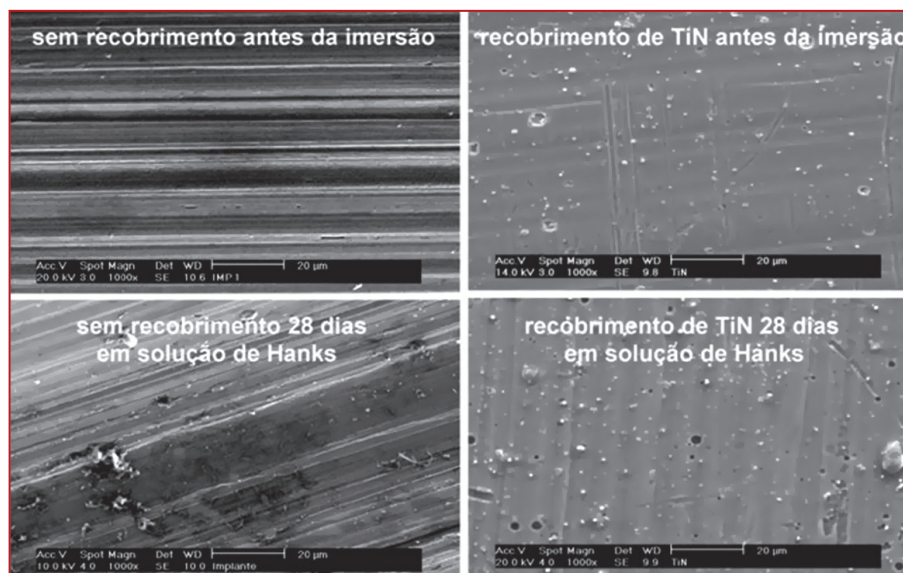 sem recobrimento antes da imersão
Acc.V Spot Magn Det WD 20 µm
20.0 kV 3.0 1000x SE 10.6 IMP1
recobrimento de TiN antes da imersão
Acc.V Spot Magn Det WD 20 µm
14.0 kV 3.0 1000x SE 9.8 TiN
sem recobrimento 28 dias
em solução de Hanks
Acc.V Spot Magn Det WD 20 µm
10.0 kV 4.0 1000x SE 10.0 Implante
recobrimento de TiN 28 dias
em solução de Hanks
Acc.V Spot Magn Det WD 20 µm
20.0 kV 4.0 1000x SE 9.9 TiN